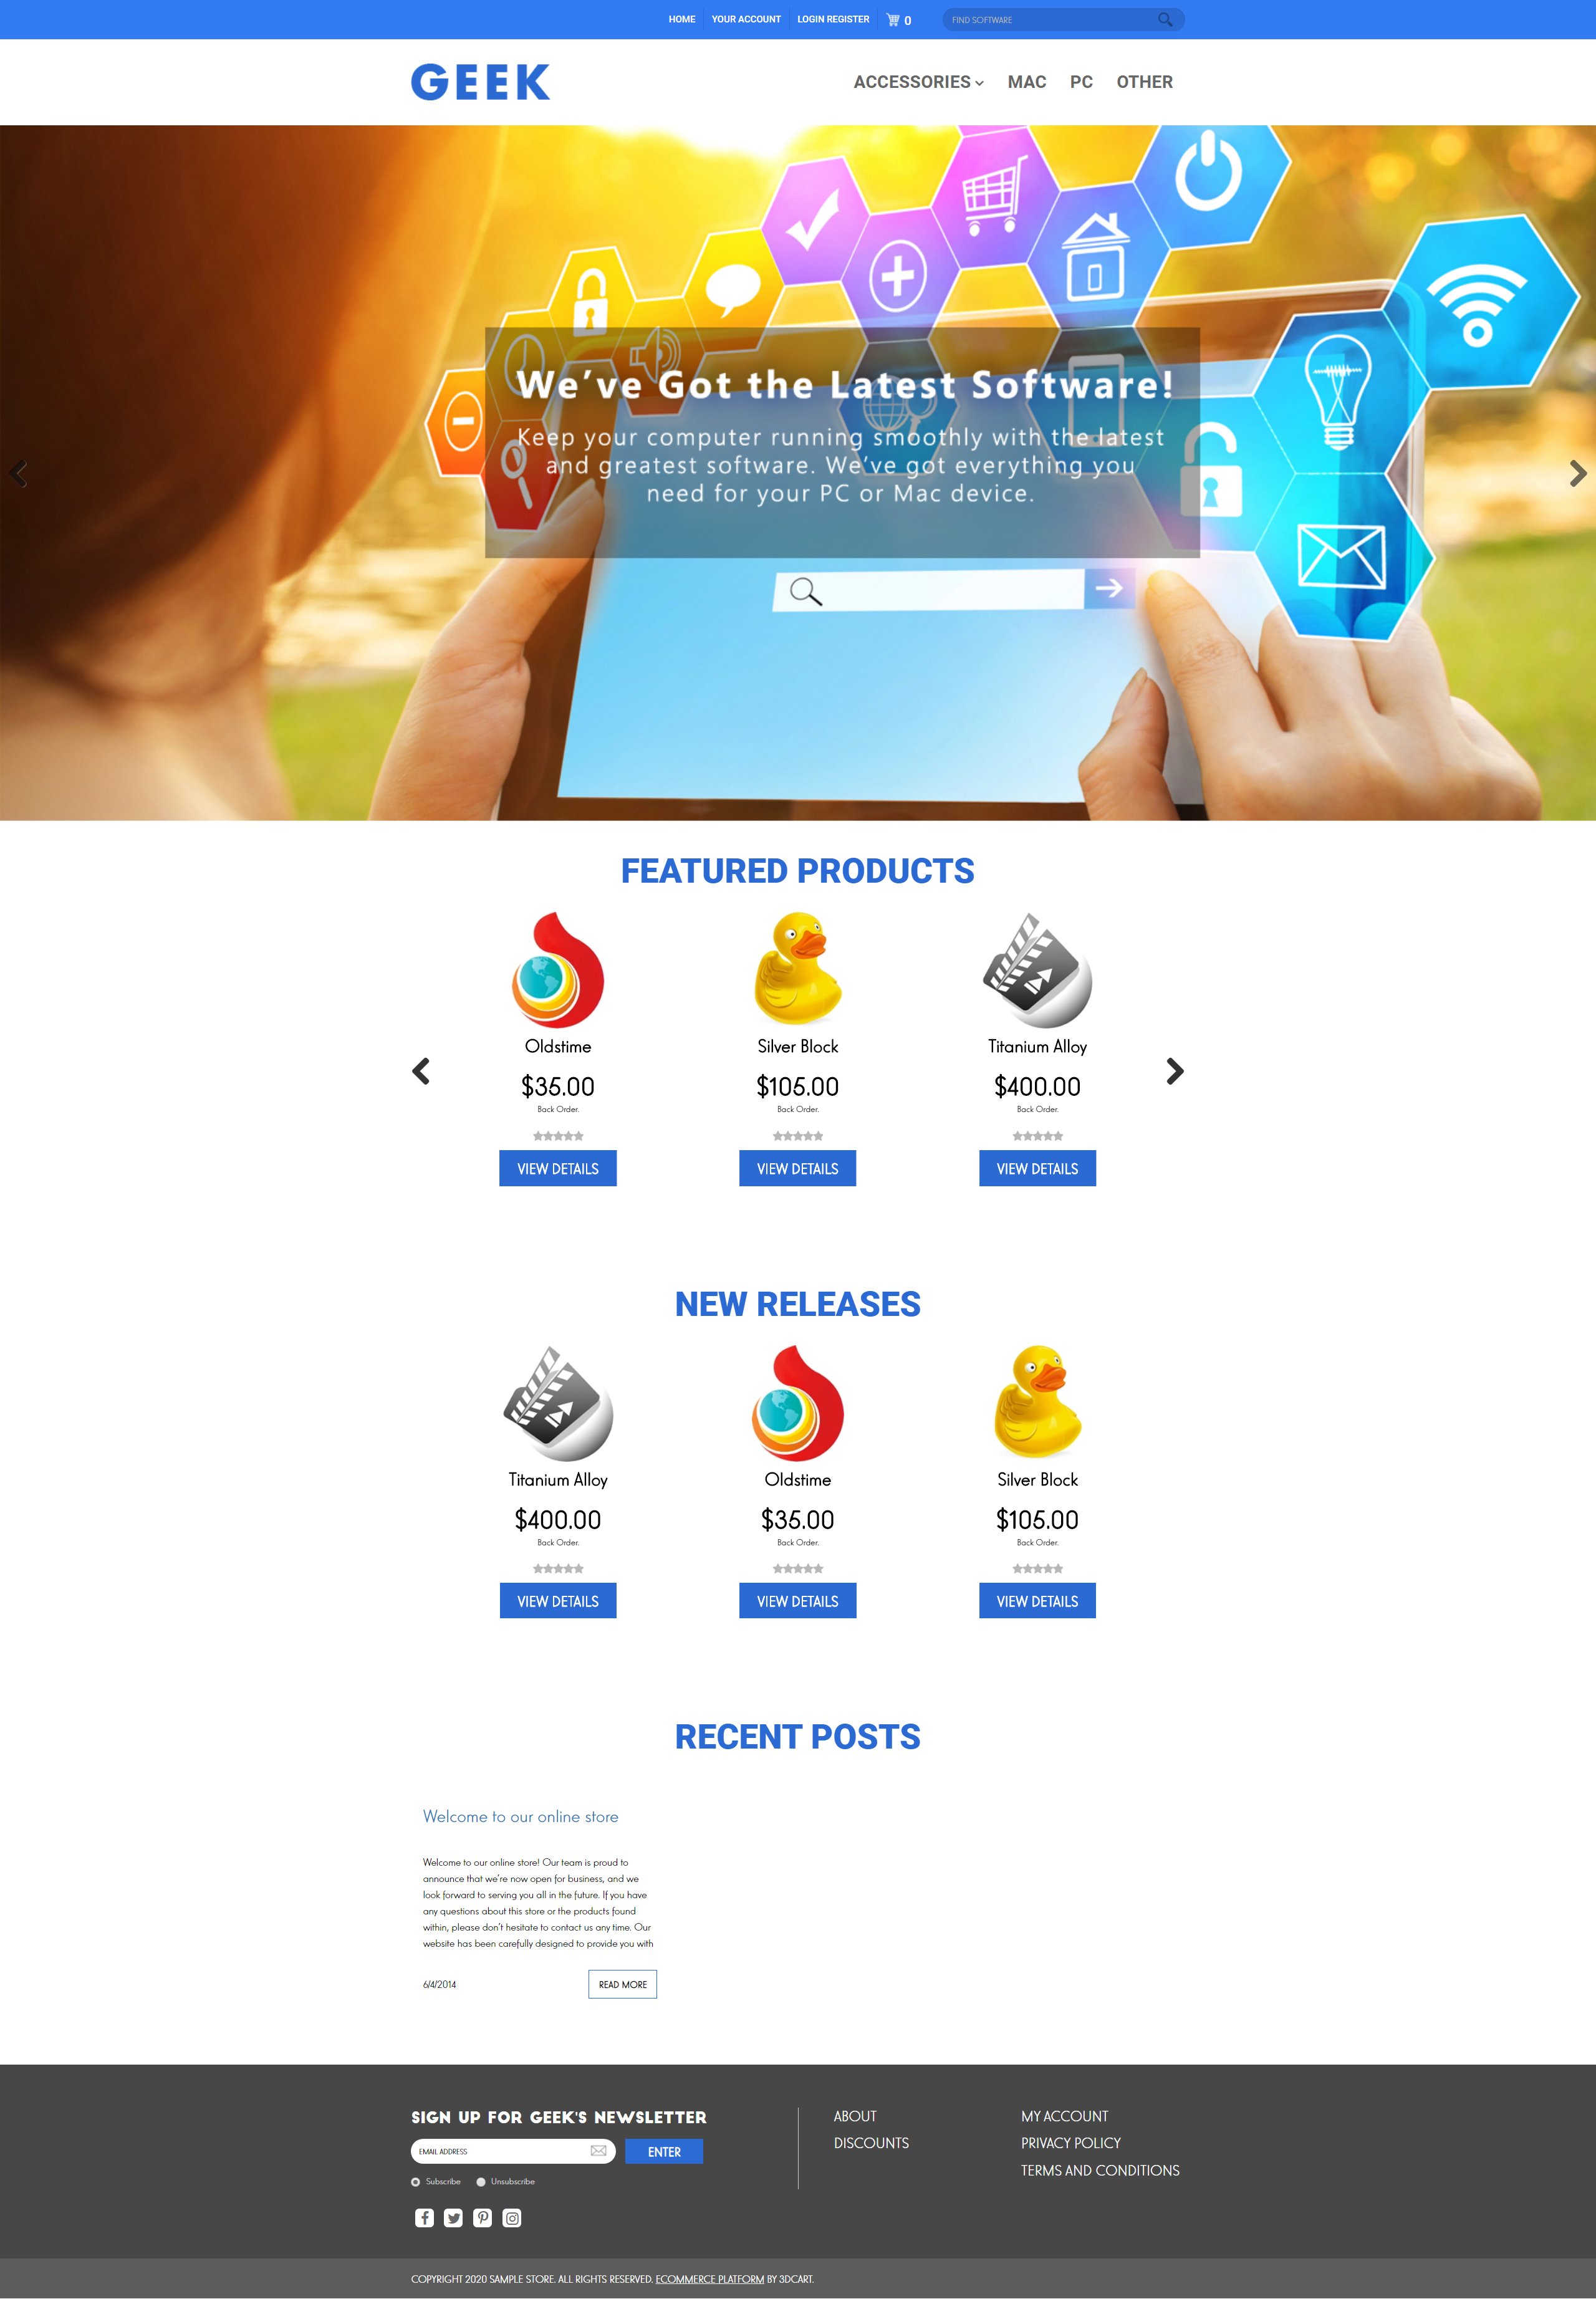 HOME YOUR ACCOUNT LOGIN REGISTER 0 FIND SOFTWARE
GEEK
ACCESSORIES MAC PC OTHER
We've Got the Latest Software!
Keep your computer running smoothly with the latest
and greatest software. We've got everything you
need for your PC or Mac device.
FEATURED PRODUCTS
Oldstime Silver Block Titanium Alloy
$35.00 $105.00 $400.00
Back Order. Back Order. Back Order.
VIEW DETAILS VIEW DETAILS VIEW DETAILS
NEW RELEASES
Titanium Alloy Oldstime Silver Block
$400.00 $35.00 $105.00
Back Order. Back Order. Back Order.
VIEW DETAILS VIEW DETAILS VIEW DETAILS
RECENT POSTS
Welcome to our online store
Welcome to our online store! Our team is proud to
announce that we're now open for business, and we
look forward to serving you all in the future. If you have
any questions about this store or the products found
within, please don't hesitate to contact us any time. Our
website has been carefully designed to provide you with
6/4/2014 READ MORE
SIGN UP FOR GEEK'S NEWSLETTER
EMAIL ADDRESS ENTER
Subscribe Unsubscribe
ABOUT
DISCOUNTS
MY ACCOUNT
PRIVACY POLICY
TERMS AND CONDITIONS
COPYRIGHT 2020 SAMPLE STORE. ALL RIGHTS RESERVED. ECOMMERCE PLATFORM BY 3DCART.